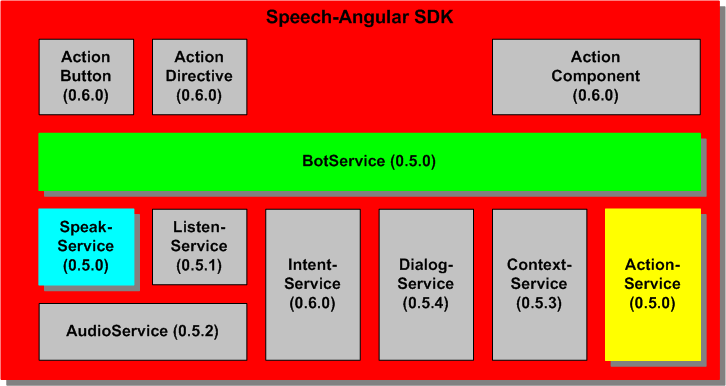 Speech-Angular SDK
Action
Button
(0.6.0)
Action
Directive
(0.6.0)
Action
Component
(0.6.0)
BotService (0.5.0)
Speak-
Service
(0.5.0)
Listen-
Service
(0.5.1)
Intent-
Service
(0.6.0)
Dialog-
Service
(0.5.4)
Context-
Service
(0.5.3)
Action-
Service
(0.5.0)
AudioService (0.5.2)